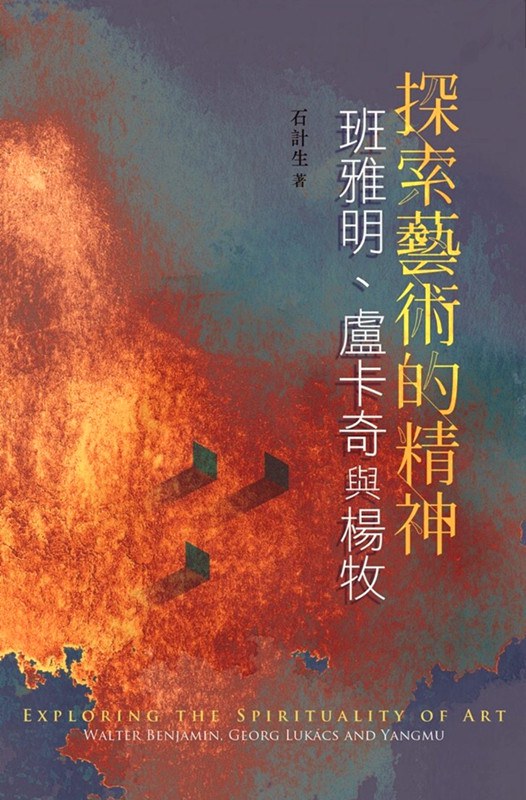 探索藝術的精神
班雅明、盧卡奇與楊牧
石計生 著
EXPLORING THE SPIRITUALITY OF ART
WALTER BENJAMIN, GEORG LUKÁCS AND YANGMU